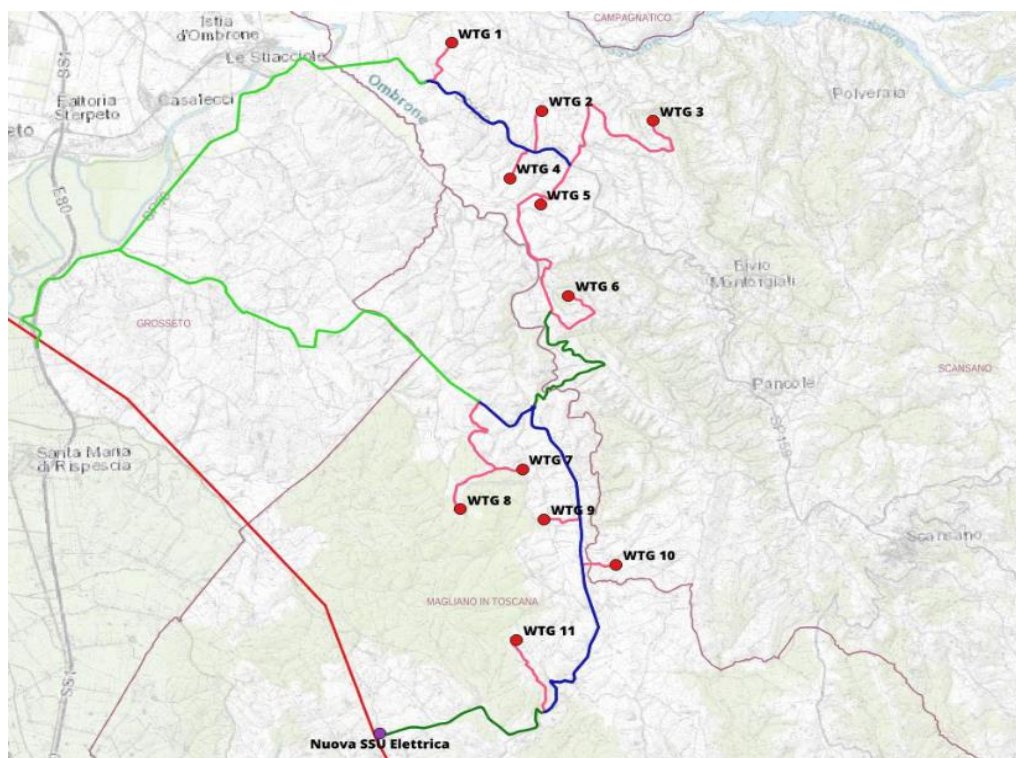 CAMPAGNATICO
Istia
d'Ombrone
WTG 1
SS1
Le Stiacciole
Ombrone
Polveraia
Casalecci
Fattoria
Sterpeto
WTG 2
WTG 3
eto
WTG 4
E80
WTG 5
Bivio
Montorgiali
WTG 6
GROSSETO
SCANSANO
Pancole
SP159
Santa Maria
di Rispescia
WTG 7
WTG 8
WTG 9
Scansano
WTG 10
MAGLIANO IN TOSCANA
WTG 11
SS1
Nuova SSU Elettrica